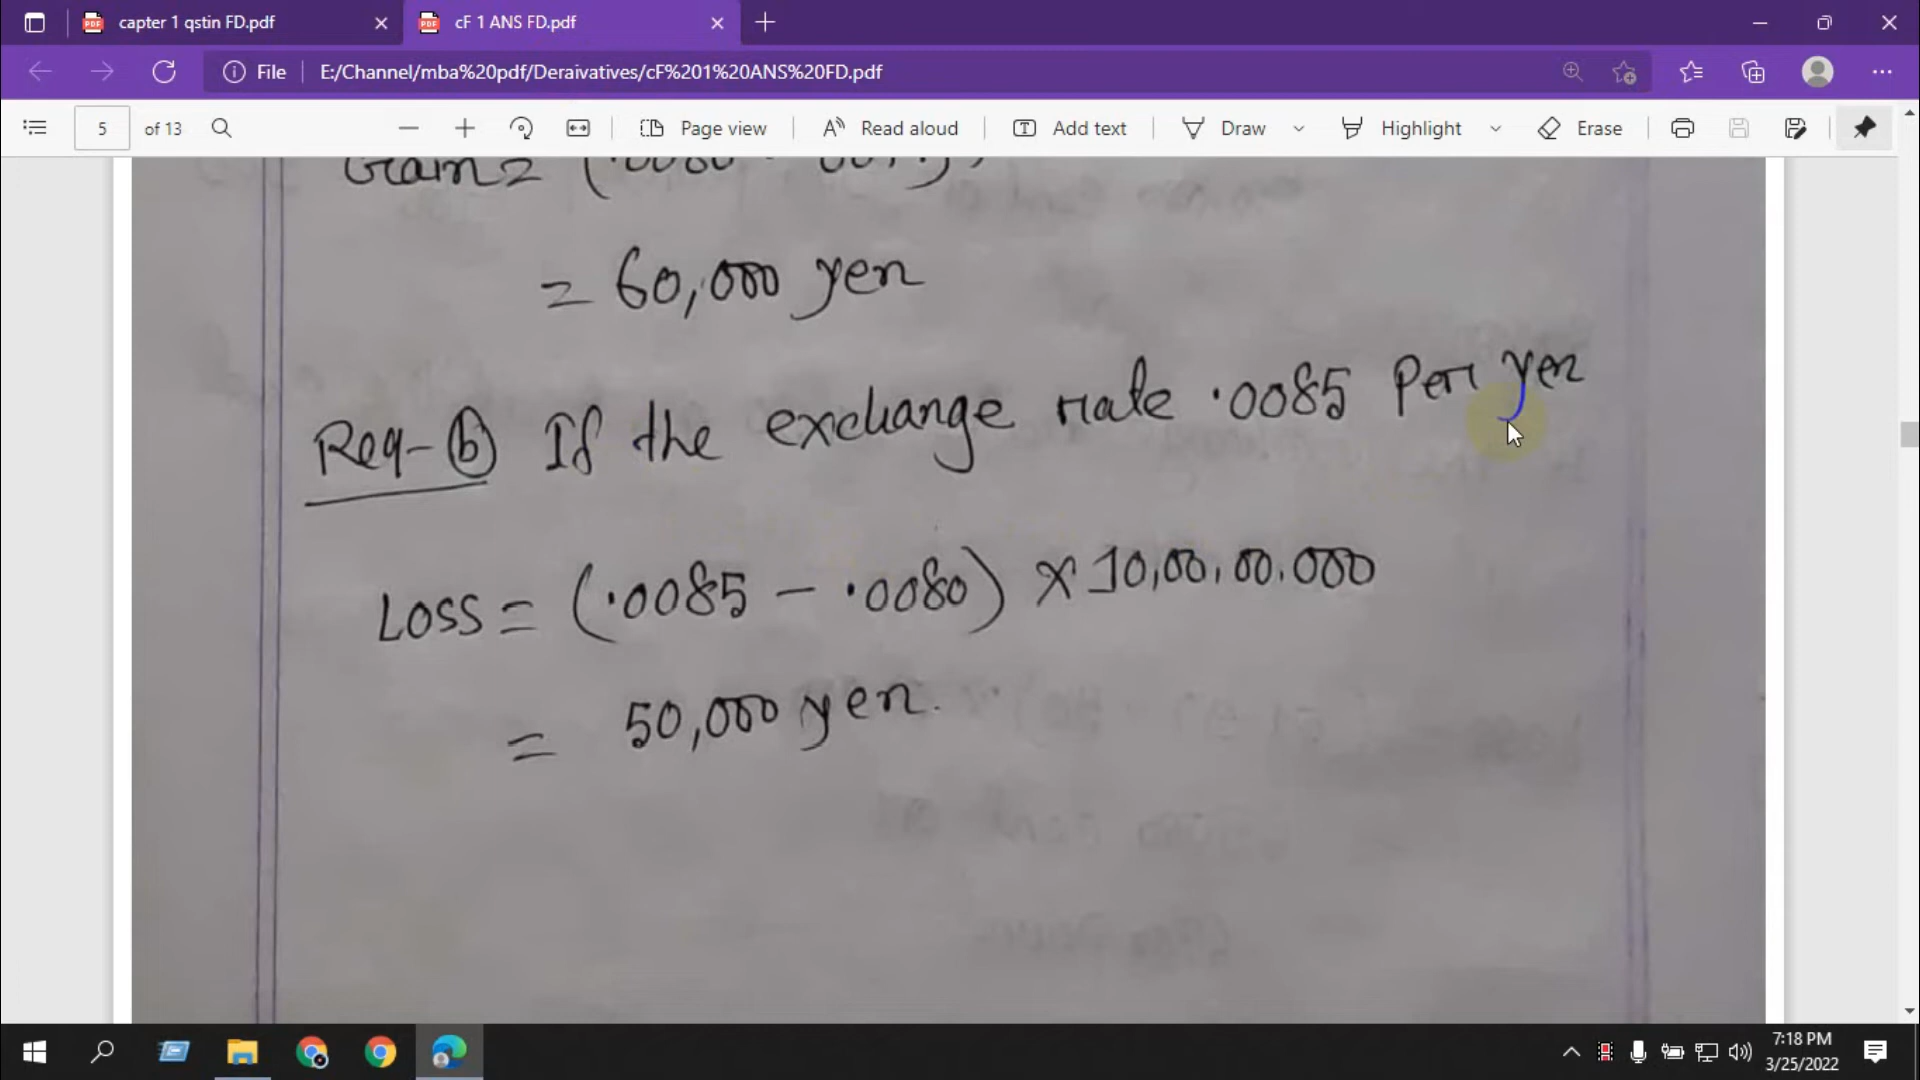 capter 1 qstin FD.pdf
cF 1 ANS FD.pdf
File
E:/Channel/mba%20pdf/Deraivatives/cF%201%20ANS%20FD.pdf
5 of 13
Page view
Read aloud
Add text
Draw
Highlight
Erase
Gain =
= 60,000 yen
Req-(b) If the exchange rate .0085 Per yen
Loss = (.0085 - .0080) × 10,00,00.000
= 50,000 yen.
7:18 PM
3/25/2022